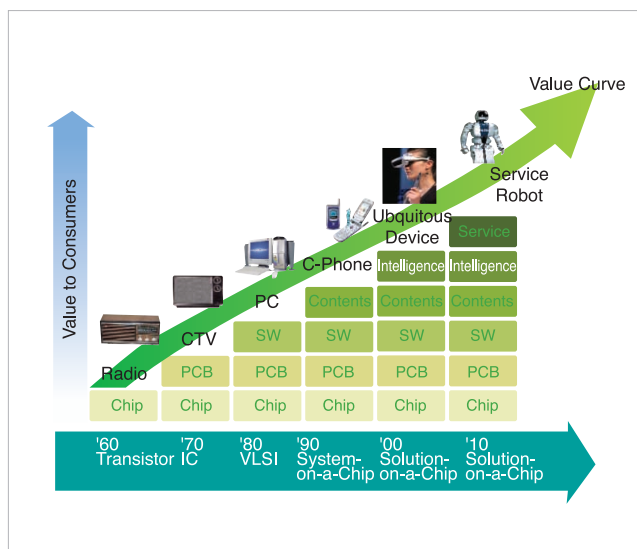 Value Curve
Value to Consumers
Service
Robot
Ubquitous
Device
Service
C-Phone
Intelligence
Intelligence
PC
Contents
Contents
Contents
CTV
SW
SW
SW
SW
Radio
PCB
PCB
PCB
PCB
PCB
Chip
Chip
Chip
Chip
Chip
Chip
'60
Transistor
'70
IC
'80
VLSI
'90
System-
on-a-Chip
'00
Solution-
on-a-Chip
'10
Solution-
on-a-Chip